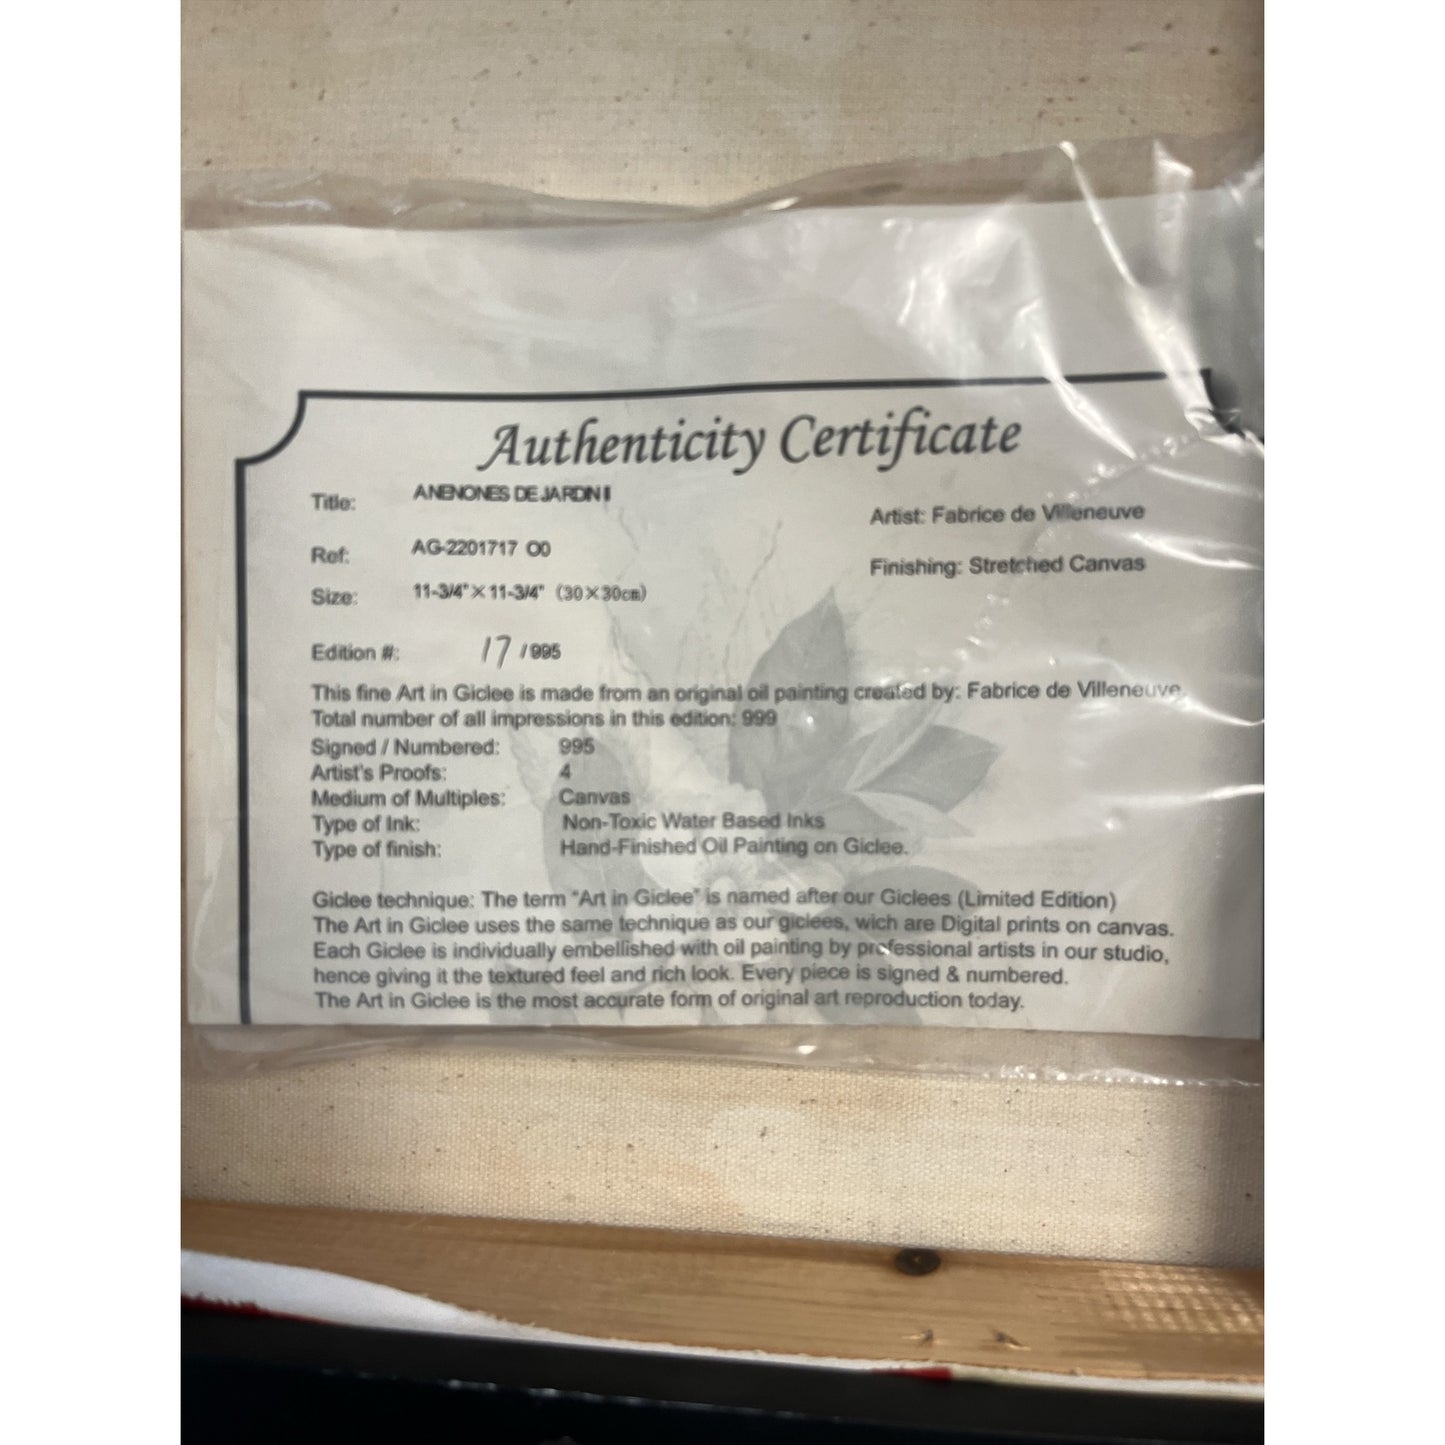 Authenticity Certificate
Title: ANENONES DE JARDIN II
Artist: Fabrice de Villeneuve
Ref: AG-2201717 O0
Finishing: Stretched Canvas
Size: 11-3/4"×11-3/4" (30×30cm)
Edition #: 17 / 995
This fine Art in Giclee is made from an original oil painting created by: Fabrice de Villeneuve.
Total number of all impressions in this edition: 999
Signed / Numbered: 995
Artist's Proofs: 4
Medium of Multiples: Canvas
Type of Ink: Non-Toxic Water Based Inks
Type of finish: Hand-Finished Oil Painting on Giclee.
Giclee technique: The term "Art in Giclee" is named after our Giclees (Limited Edition)
The Art in Giclee uses the same technique as our giclees, wich are Digital prints on canvas.
Each Giclee is individually embellished with oil painting by professional artists in our studio,
hence giving it the textured feel and rich look. Every piece is signed & numbered.
The Art in Giclee is the most accurate form of original art reproduction today.